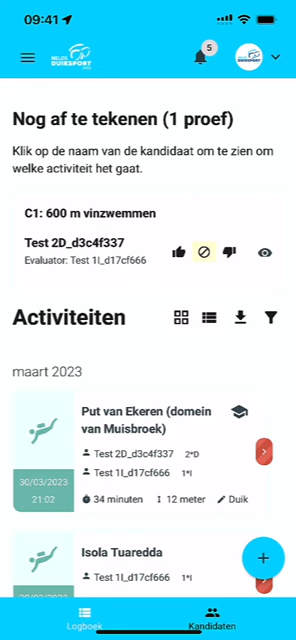 09:41
NELOS
DUIKSPORT
5
Nog af te tekenen (1 proef)
Klik op de naam van de kandidaat om te zien om
welke activiteit het gaat.
C1: 600 m vinzwemmen
Test 2D_d3c4f337
Evaluator: Test 1I_d17cf666
Activiteiten
maart 2023
Put van Ekeren (domein
van Muisbroek)
Test 2D_d3c4f337 2*D
Test 1I_d17cf666 1*I
30/03/2023
21:02
34 minuten 12 meter Duik
Isola Tuaredda
Test 1I_d17cf666 1*I
30/03/2023
Logboek
Kandidaten